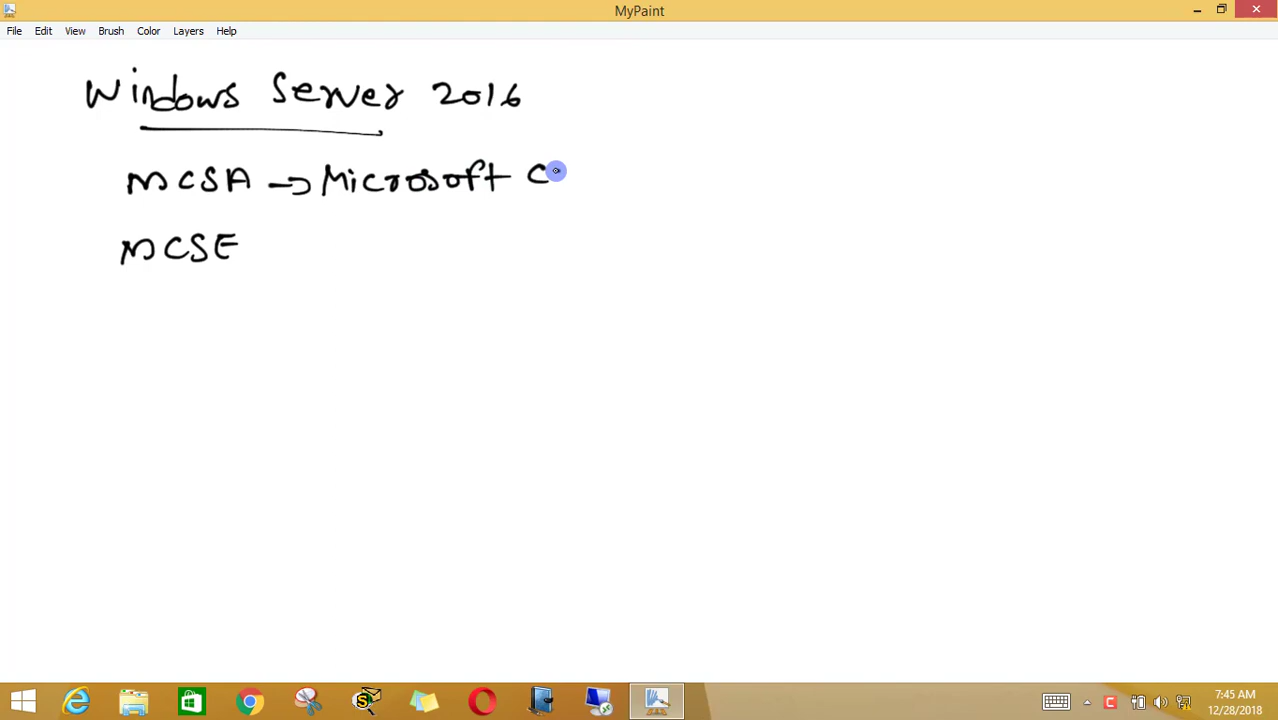 MyPaint
File Edit View Brush Color Layers Help
Windows Server 2016
MCSA → Microsoft C
MCSE
7:45 AM
12/28/2018